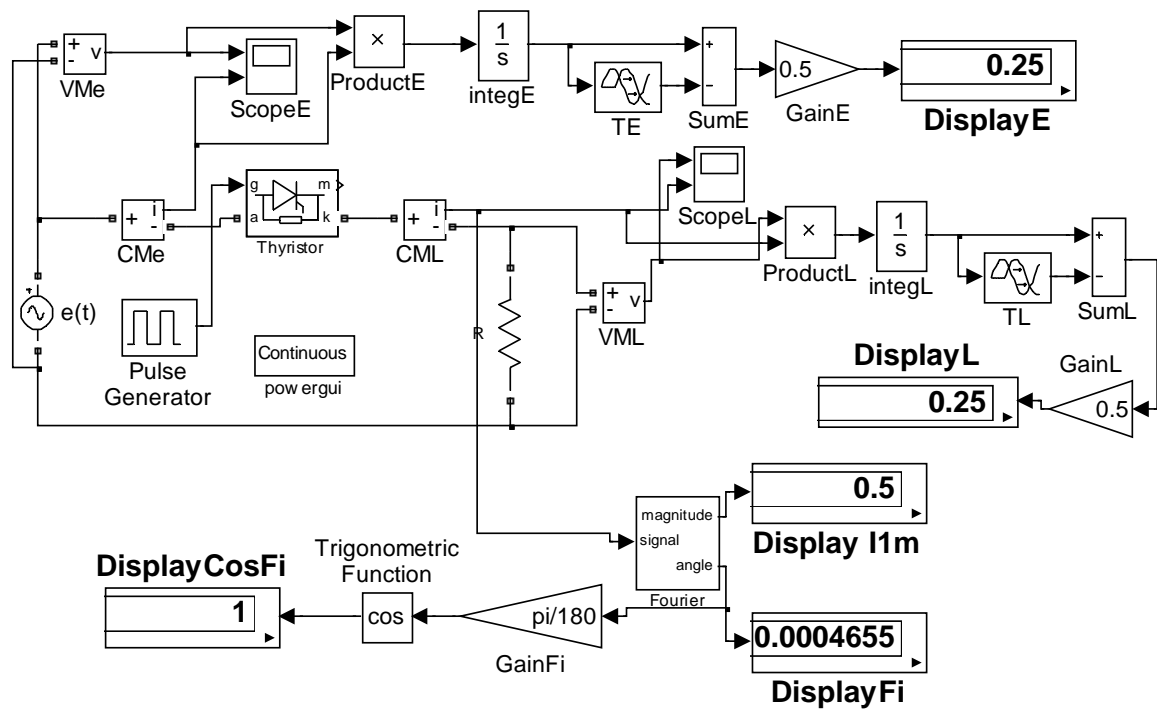 +
-
v
VMe
ScopeE
×
ProductE
1
s
integE
TE
+
−
SumE
0.5
GainE
0.25
DisplayE
+
i
-
CMe
g
m
a
k
Thyristor
+
i
-
CML
ScopeL
×
ProductL
1
s
integL
TL
+
−
SumL
+
e(t)
Pulse
Generator
Continuous
powergui
R
+
v
-
VML
DisplayL
0.25
GainL
0.5
magnitude
signal
angle
Fourier
0.5
Display I1m
DisplayCosFi
1
Trigonometric
Function
cos
pi/180
GainFi
0.0004655
DisplayFi